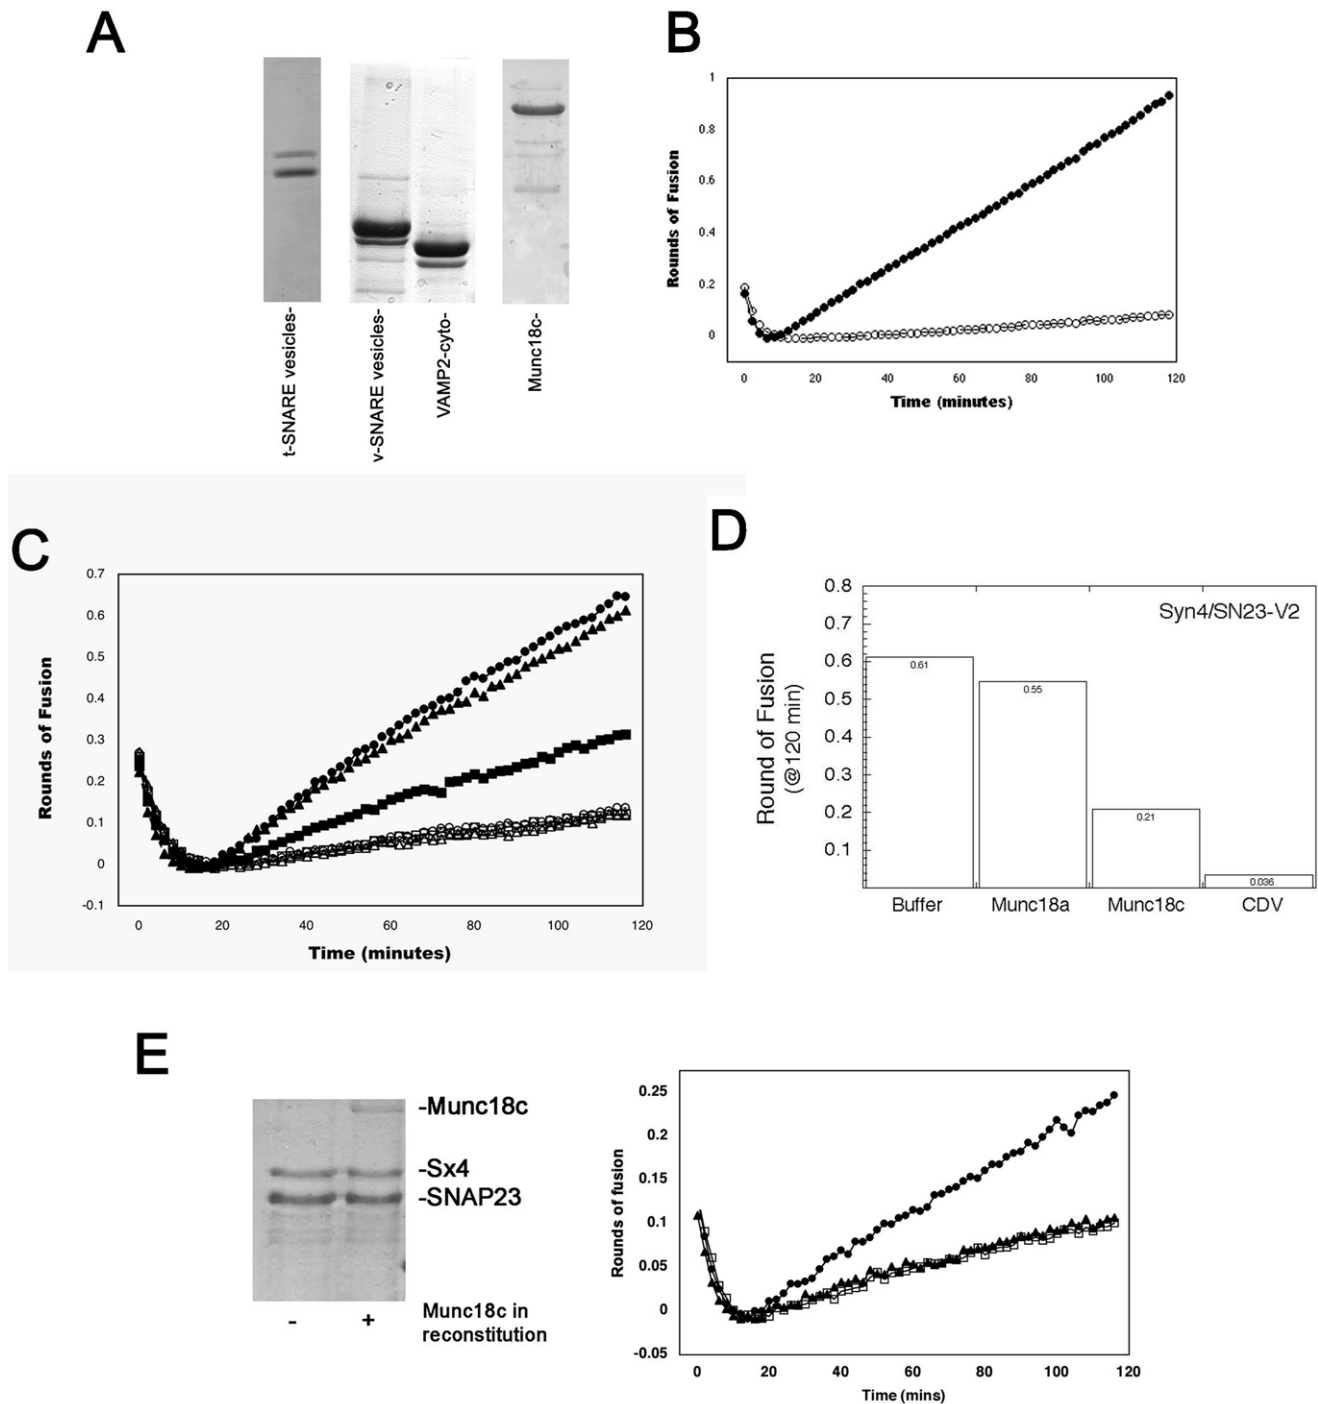 A
t-SNARE vesicles-
v-SNARE vesicles-
VAMP2-cyto-
Munc18c-
B
Rounds of Fusion
1
0.8
0.6
0.4
0.2
0
0 20 40 60 80 100 120
Time (minutes)
C
Rounds of Fusion
0.7
0.6
0.5
0.4
0.3
0.2
0.1
0
-0.1
0 20 40 60 80 100 120
Time (minutes)
D
Round of Fusion
(@120 min)
0.8
0.7
0.6
0.5
0.4
0.3
0.2
0.1
Syn4/SN23-V2
0.61
0.55
0.21
0.036
Buffer Munc18a Munc18c CDV
E
-Munc18c
-Sx4
-SNAP23
- + Munc18c in
reconstitution
Rounds of fusion
0.25
0.2
0.15
0.1
0.05
0
-0.05
0 20 40 60 80 100 120
Time (mins)